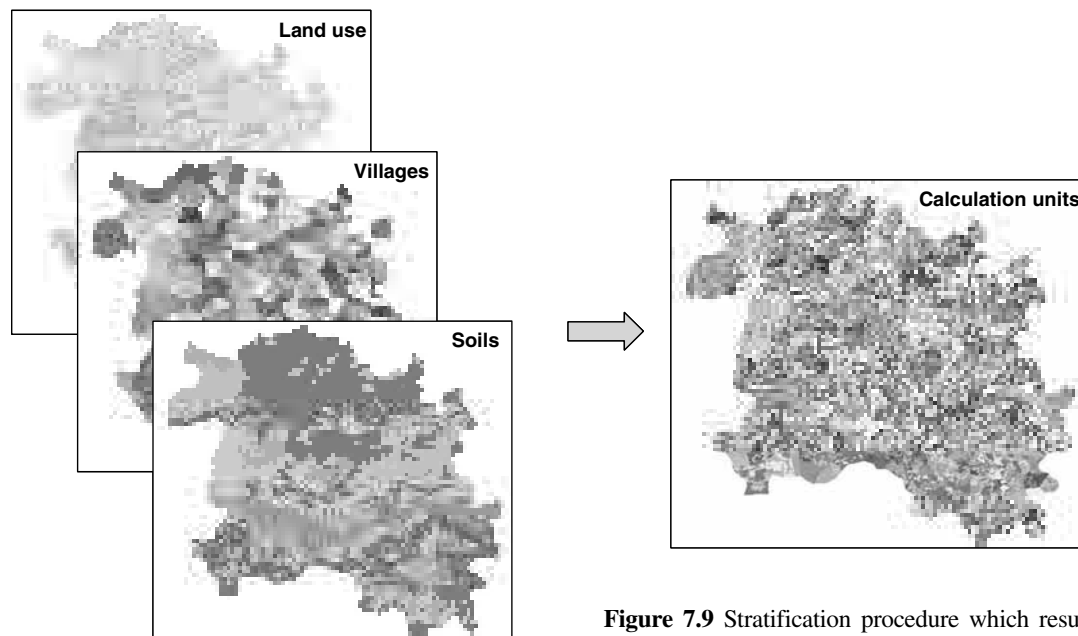 Land use
Villages
Soils
Calculation units
Figure 7.9 Stratification procedure which resu